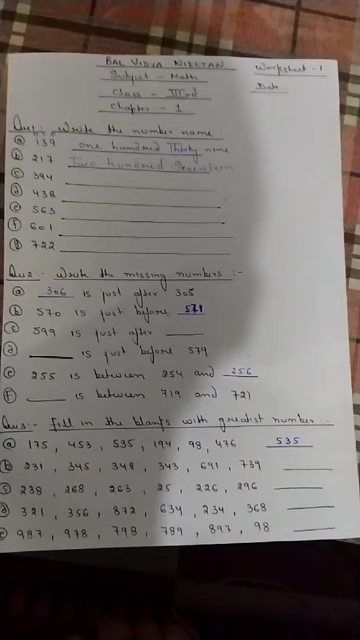 BAL VIDYA NIKETAN
Worksheet - 1
Subject - Math
Class - IIIrd
Date
Chapter - 1
Que1:- Write the number name
(a) 139 one hundred Thirty nine
(b) 217 Two hundred Seventeen
(c) 394
(d) 438
(e) 563
(f) 601
(g) 722
Que2:- Write the missing numbers :-
(a) 306 is just after 305
(b) 570 is just before 571
(c) 599 is just after
(d) is just before 579
(e) 255 is between 254 and 256
(f) is between 719 and 721
Que3:- fill in the blanks with greatest number :-
(a) 175, 453, 535, 194, 98, 476 535
(b) 231, 345, 348, 343, 691, 739
(c) 238, 268, 263, 25, 226, 296
(d) 321, 356, 872, 634, 234, 368
(e) 987, 978, 798, 789, 897, 98